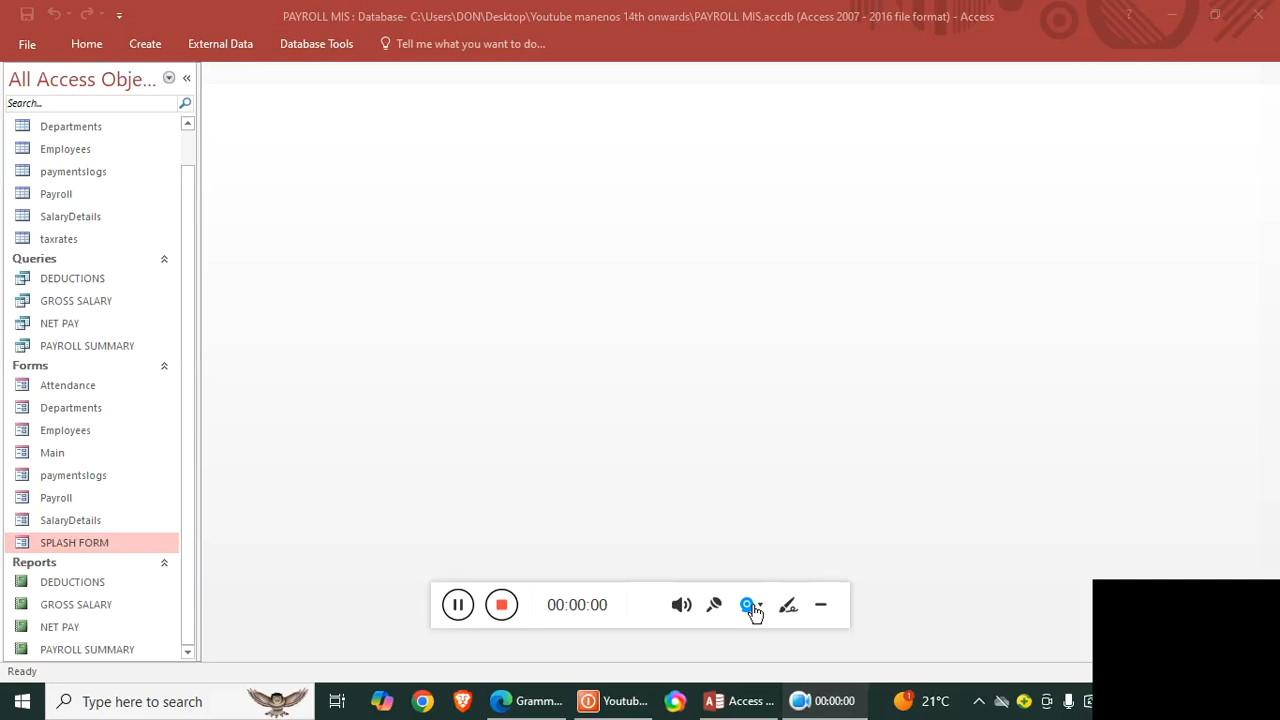 PAYROLL MIS : Database- C:\Users\DON\Desktop\Youtube manenos 14th onwards\PAYROLL MIS.accdb (Access 2007 - 2016 file format) - Access
?
File Home Create External Data Database Tools Tell me what you want to do...
All Access Obje...
Search...
Departments
Employees
paymentslogs
Payroll
SalaryDetails
taxrates
Queries
DEDUCTIONS
GROSS SALARY
NET PAY
PAYROLL SUMMARY
Forms
Attendance
Departments
Employees
Main
paymentslogs
Payroll
SalaryDetails
SPLASH FORM
Reports
DEDUCTIONS
GROSS SALARY
NET PAY
PAYROLL SUMMARY
00:00:00
Ready
Type here to search
Gramm...
Youtub...
Access ...
00:00:00
1
21°C